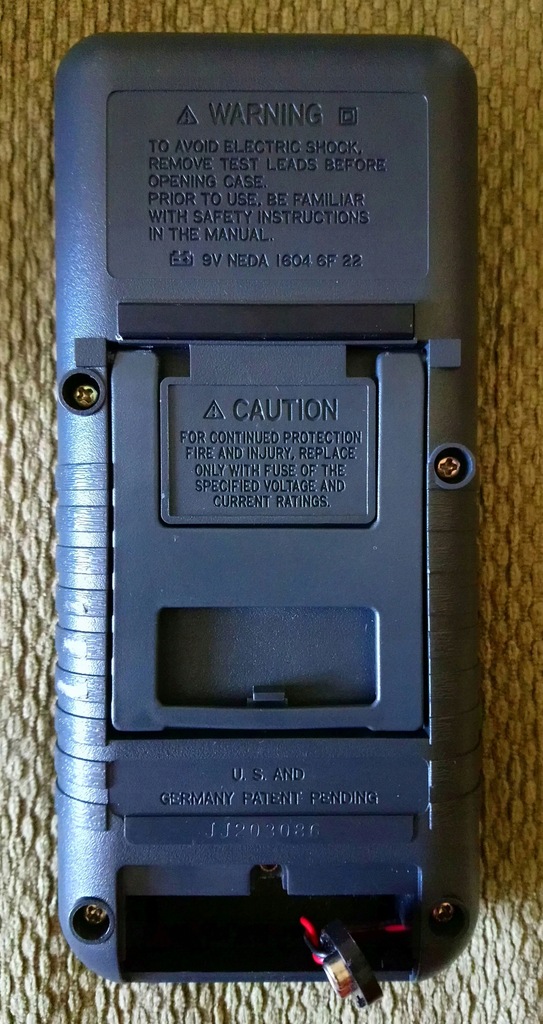 WARNING
TO AVOID ELECTRIC SHOCK,
REMOVE TEST LEADS BEFORE
OPENING CASE.
PRIOR TO USE, BE FAMILIAR
WITH SAFETY INSTRUCTIONS
IN THE MANUAL.
9V NEDA 1604 6F 22
CAUTION
FOR CONTINUED PROTECTION
FIRE AND INJURY, REPLACE
ONLY WITH FUSE OF THE
SPECIFIED VOLTAGE AND
CURRENT RATINGS.
U. S. AND
GERMANY PATENT PENDING
JJ203086